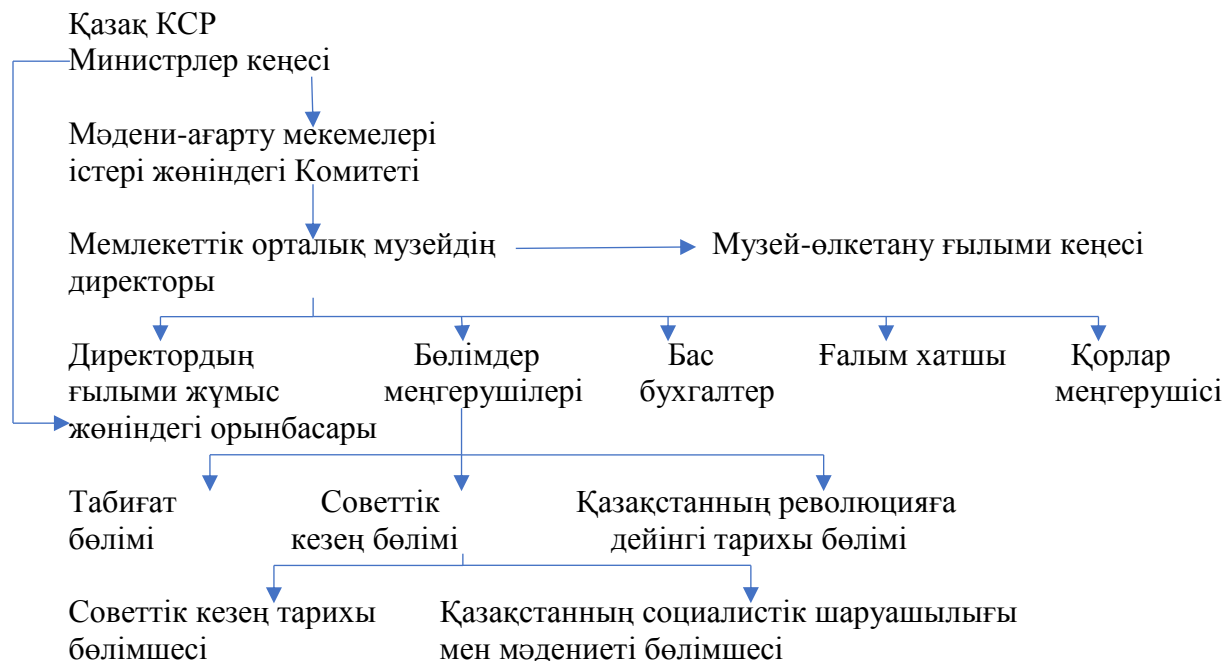 Қазақ КСР
Министрлер кеңесі
Мәдени-ағарту мекемелері
істері жөніндегі Комитеті
Мемлекеттік орталық музейдің
директоры
Музей-өлкетану ғылыми кеңесі
Директордың
ғылыми жұмыс
жөніндегі орынбасары
Бөлімдер
меңгерушілері
Бас
бухгалтер
Ғалым хатшы
Қорлар
меңгерушісі
Табиғат
бөлімі
Советтік
кезең бөлімі
Қазақстанның революцияға
дейінгі тарихы бөлімі
Советтік кезең тарихы
бөлімшесі
Қазақстанның социалистік шаруашылығы
мен мәдениеті бөлімшесі